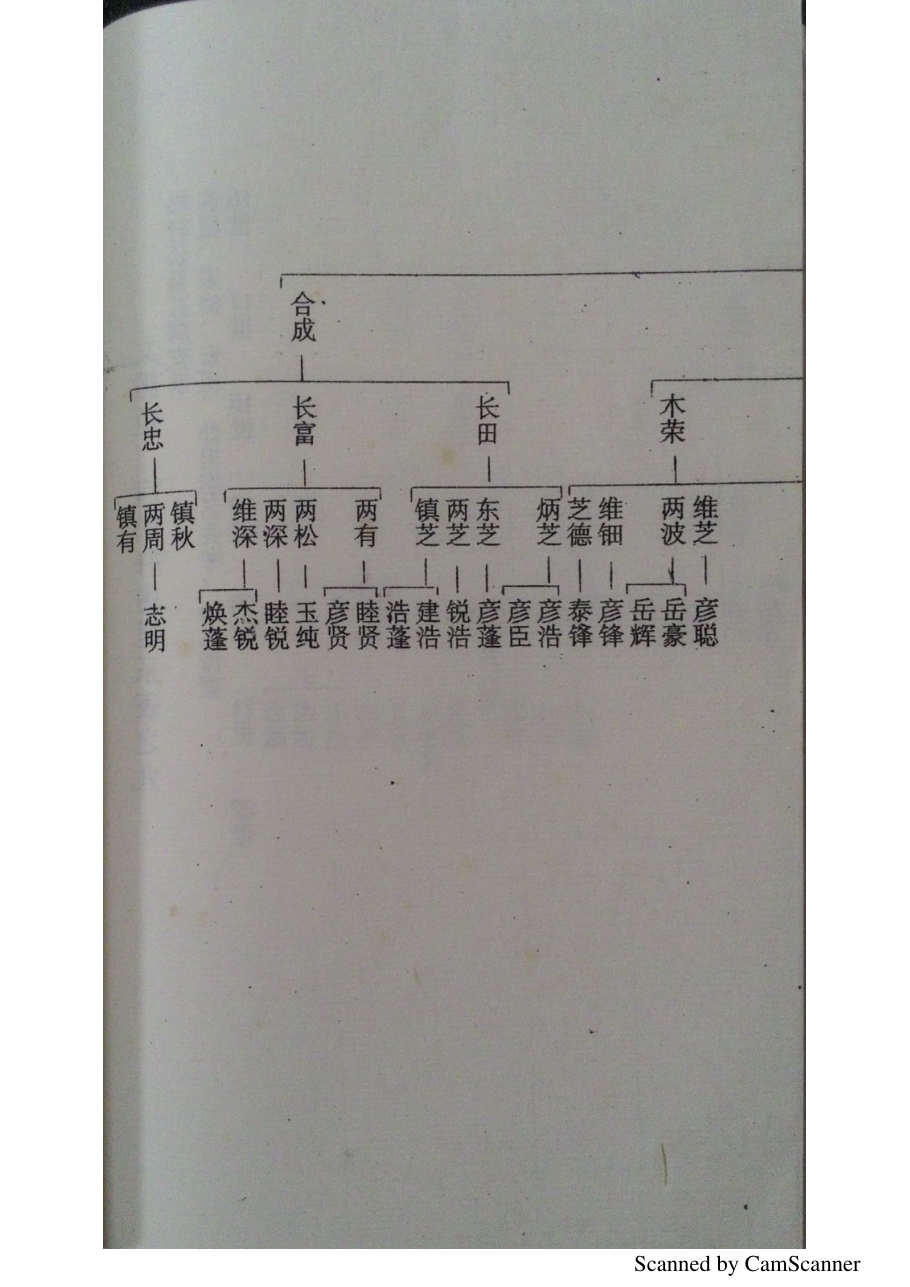 合成
长忠
长富
长田
木荣
镇有
两周
镇秋
维深
两深
两松
两有
镇芝
两芝
东芝
炳芝
芝德
维钿
两波
维芝
志明
焕蓬
杰锐
睦锐
玉纯
彦贤
睦贤
浩蓬
建浩
锐浩
彦蓬
彦臣
彦浩
泰锋
彦锋
岳辉
岳豪
彦聪
Scanned by CamScanner